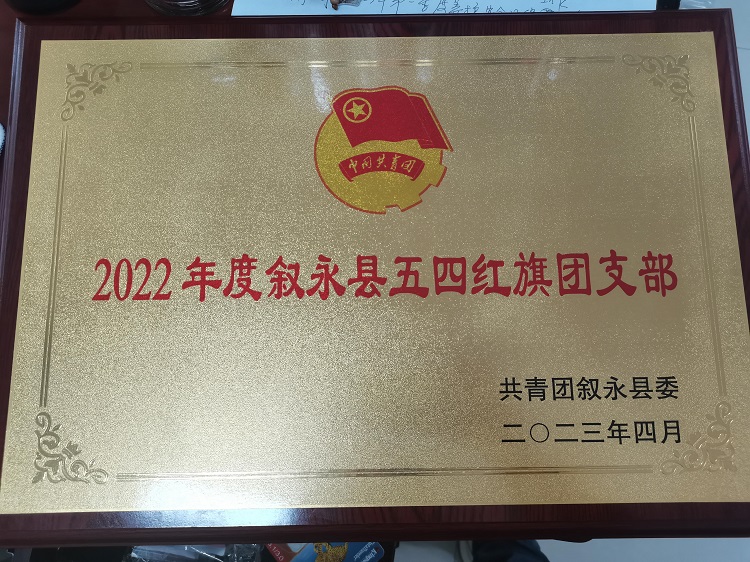 中国共青团
2022年度叙永县五四红旗团支部
共青团叙永县委
二〇二三年四月